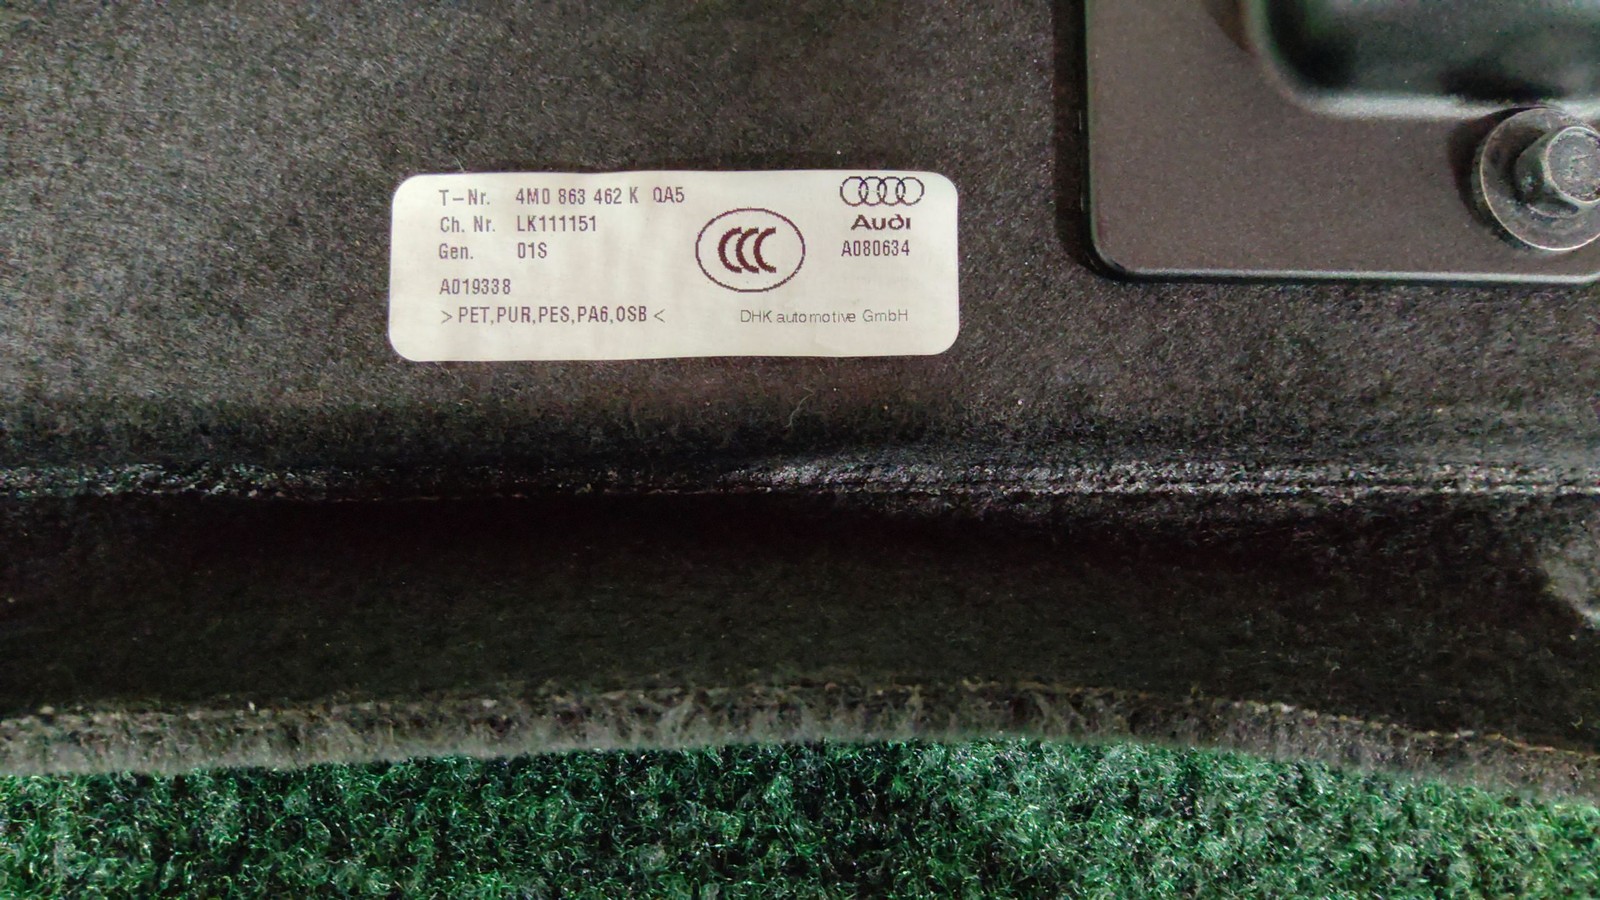 T-Nr. 4M0 863 462 K QA5
Ch. Nr. LK111151
Gen. 01S
A019338
>PET,PUR,PES,PA6,OSB<
CCC
Audi
A080634
DHK automotive GmbH